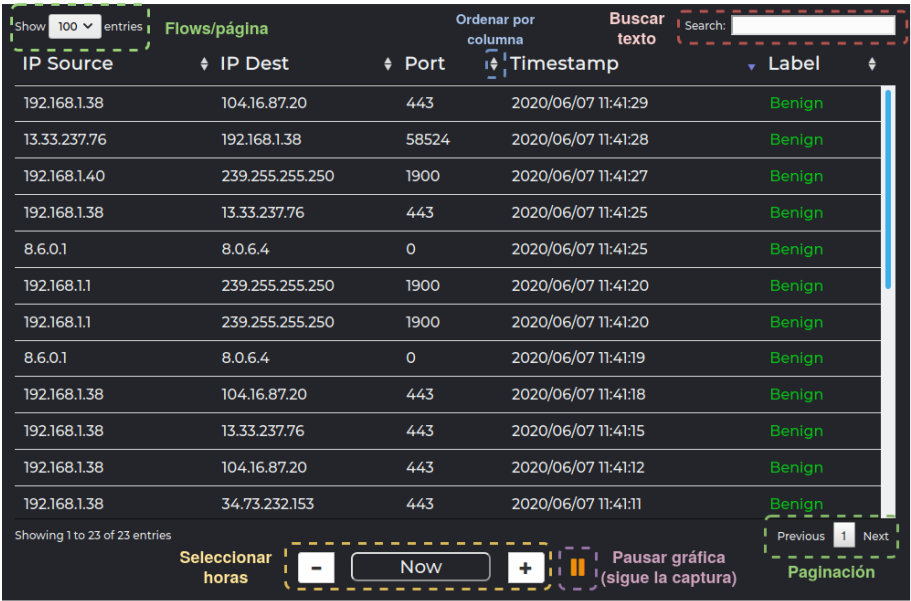 Show 100 entries
Flows/página
Ordenar por
columna
Buscar
texto
Search:
IP Source IP Dest Port Timestamp Label
192.168.1.38 104.16.87.20 443 2020/06/07 11:41:29 Benign
13.33.237.76 192.168.1.38 58524 2020/06/07 11:41:28 Benign
192.168.1.40 239.255.255.250 1900 2020/06/07 11:41:27 Benign
192.168.1.38 13.33.237.76 443 2020/06/07 11:41:25 Benign
8.6.0.1 8.0.6.4 0 2020/06/07 11:41:25 Benign
192.168.1.1 239.255.255.250 1900 2020/06/07 11:41:20 Benign
192.168.1.1 239.255.255.250 1900 2020/06/07 11:41:20 Benign
8.6.0.1 8.0.6.4 0 2020/06/07 11:41:19 Benign
192.168.1.38 104.16.87.20 443 2020/06/07 11:41:18 Benign
192.168.1.38 13.33.237.76 443 2020/06/07 11:41:15 Benign
192.168.1.38 104.16.87.20 443 2020/06/07 11:41:12 Benign
192.168.1.38 34.73.232.153 443 2020/06/07 11:41:11 Benign
Showing 1 to 23 of 23 entries
Previous 1 Next
Seleccionar
horas
- Now +
Pausar gráfica
(sigue la captura)
Paginación